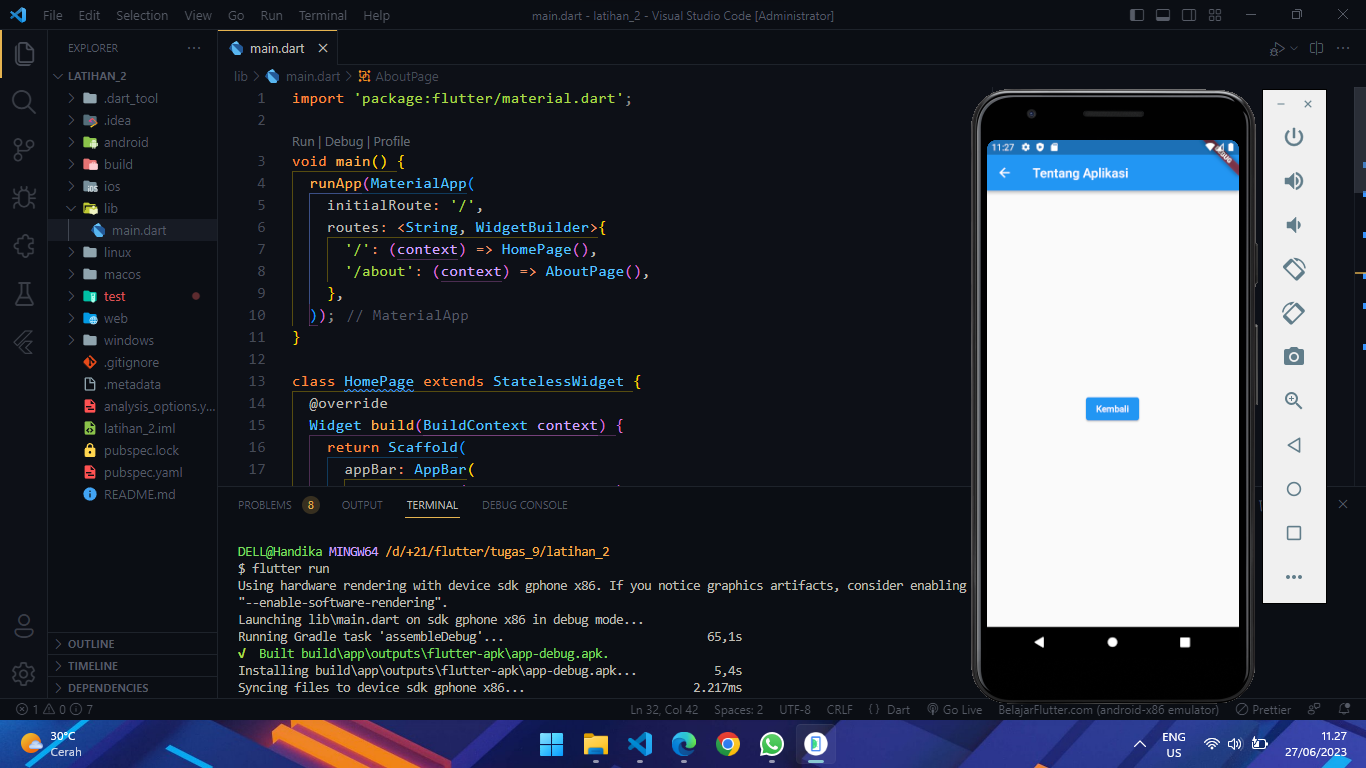 File Edit Selection View Go Run Terminal Help
main.dart - latihan_2 - Visual Studio Code [Administrator]
EXPLORER
LATIHAN_2
.dart_tool
.idea
android
build
ios
lib
main.dart
linux
macos
test
web
windows
.gitignore
.metadata
analysis_options.y...
latihan_2.iml
pubspec.lock
pubspec.yaml
README.md
OUTLINE
TIMELINE
DEPENDENCIES
main.dart
lib > main.dart > AboutPage
1 import 'package:flutter/material.dart';
2
Run | Debug | Profile
3 void main() {
4 runApp(MaterialApp(
5 initialRoute: '/',
6 routes: <String, WidgetBuilder>{
7 '/': (context) => HomePage(),
8 '/about': (context) => AboutPage(),
9 },
10 )); // MaterialApp
11 }
12
13 class HomePage extends StatelessWidget {
14 @override
15 Widget build(BuildContext context) {
16 return Scaffold(
17 appBar: AppBar(
PROBLEMS 8 OUTPUT TERMINAL DEBUG CONSOLE
DELL@Handika MINGW64 /d/+21/flutter/tugas_9/latihan_2
$ flutter run
Using hardware rendering with device sdk gphone x86. If you notice graphics artifacts, consider enabling
"--enable-software-rendering".
Launching lib\main.dart on sdk gphone x86 in debug mode...
Running Gradle task 'assembleDebug'... 65,1s
√ Built build\app\outputs\flutter-apk\app-debug.apk.
Installing build\app\outputs\flutter-apk\app-debug.apk... 5,4s
Syncing files to device sdk gphone x86... 2.217ms
11:27
DEBUG
Tentang Aplikasi
Kembali
1 0 7
Ln 32, Col 42 Spaces: 2 UTF-8 CRLF {} Dart Go Live BelajarFlutter.com (android-x86 emulator) Prettier
30°C
Cerah
ENG
US
11.27
27/06/2023